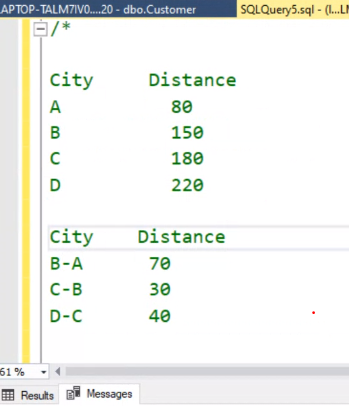 APTOP-TALM7IV0....20 - dbo.Customer SQLQuery5.sql - (l...LM
/*
City Distance
A 80
B 150
C 180
D 220
City Distance
B-A 70
C-B 30
D-C 40
61 %
Results Messages